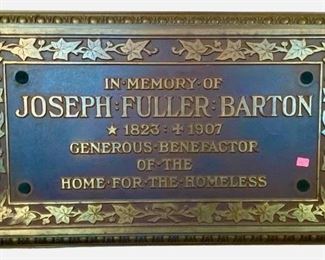 IN·MEMORY·OF
JOSEPH·FULLER·BARTON
★ 1823 : ✝ 1907
GENEROUS·BENEFACTOR
OF·THE
HOME·FOR·THE·HOMELESS